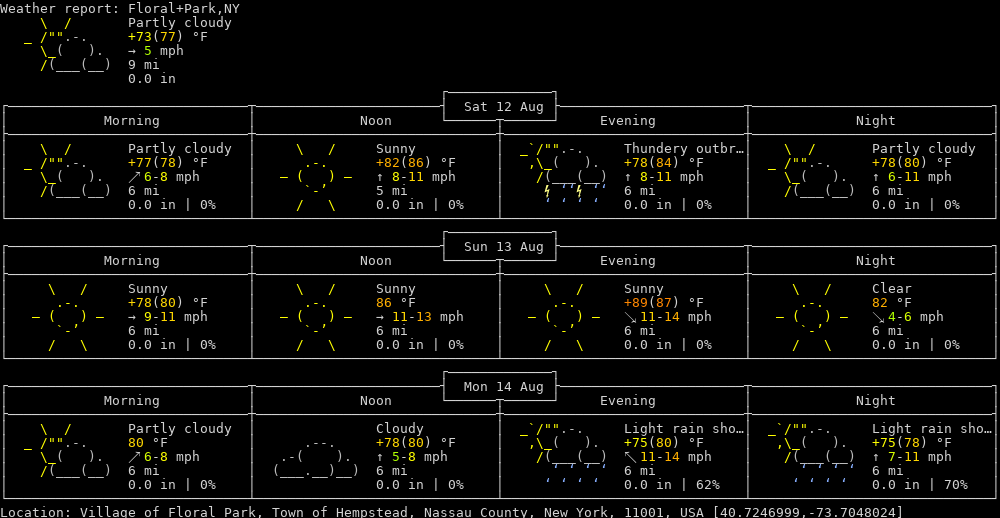 Weather report: Floral+Park,NY
Partly cloudy
+73(77) °F
→ 5 mph
9 mi
0.0 in
Sat 12 Aug
Morning Noon Evening Night
Partly cloudy Sunny Thundery outbr… Partly cloudy
+77(78) °F +82(86) °F +78(84) °F +78(80) °F
↗ 6-8 mph ↑ 8-11 mph ↑ 8-11 mph ↑ 6-11 mph
6 mi 5 mi 6 mi 6 mi
0.0 in | 0% 0.0 in | 0% 0.0 in | 0% 0.0 in | 0%
Sun 13 Aug
Morning Noon Evening Night
Sunny Sunny Sunny Clear
+78(80) °F 86 °F +89(87) °F 82 °F
→ 9-11 mph → 11-13 mph ↘ 11-14 mph ↘ 4-6 mph
6 mi 6 mi 6 mi 6 mi
0.0 in | 0% 0.0 in | 0% 0.0 in | 0% 0.0 in | 0%
Mon 14 Aug
Morning Noon Evening Night
Partly cloudy Cloudy Light rain sho… Light rain sho…
80 °F +78(80) °F +75(80) °F +75(78) °F
↗ 6-8 mph ↑ 5-8 mph ↖ 11-14 mph ↑ 7-11 mph
6 mi 6 mi 6 mi 6 mi
0.0 in | 0% 0.0 in | 0% 0.0 in | 62% 0.0 in | 70%
Location: Village of Floral Park, Town of Hempstead, Nassau County, New York, 11001, USA [40.7246999,-73.7048024]